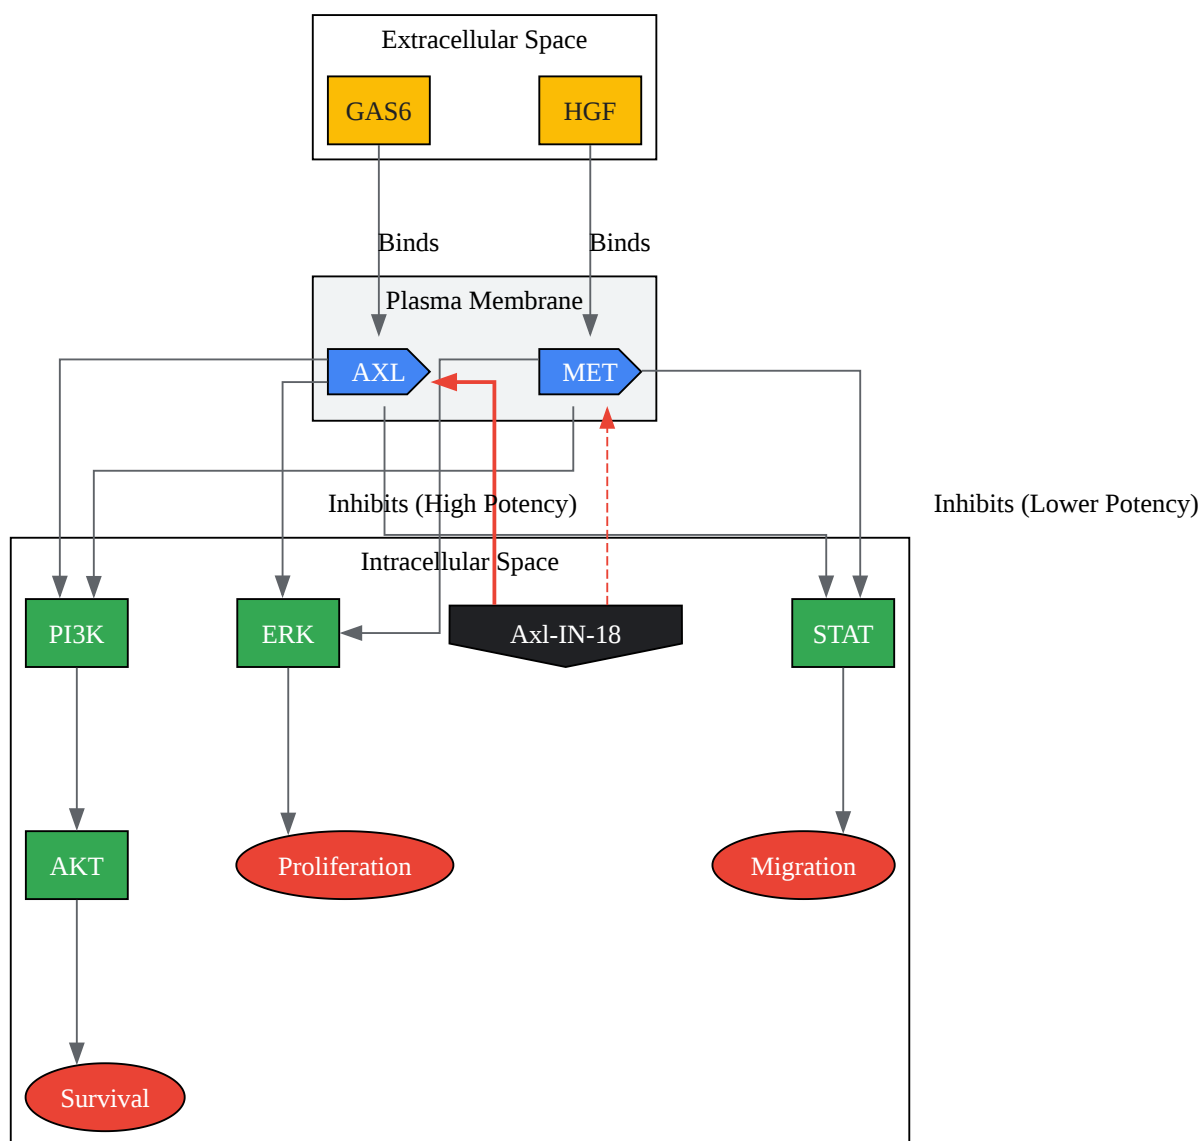 Extracellular Space
GAS6
HGF
Binds
Binds
Plasma Membrane
AXL
MET
Inhibits (High Potency)
Inhibits (Lower Potency)
Intracellular Space
PI3K
ERK
Axl-IN-18
STAT
AKT
Proliferation
Migration
Survival